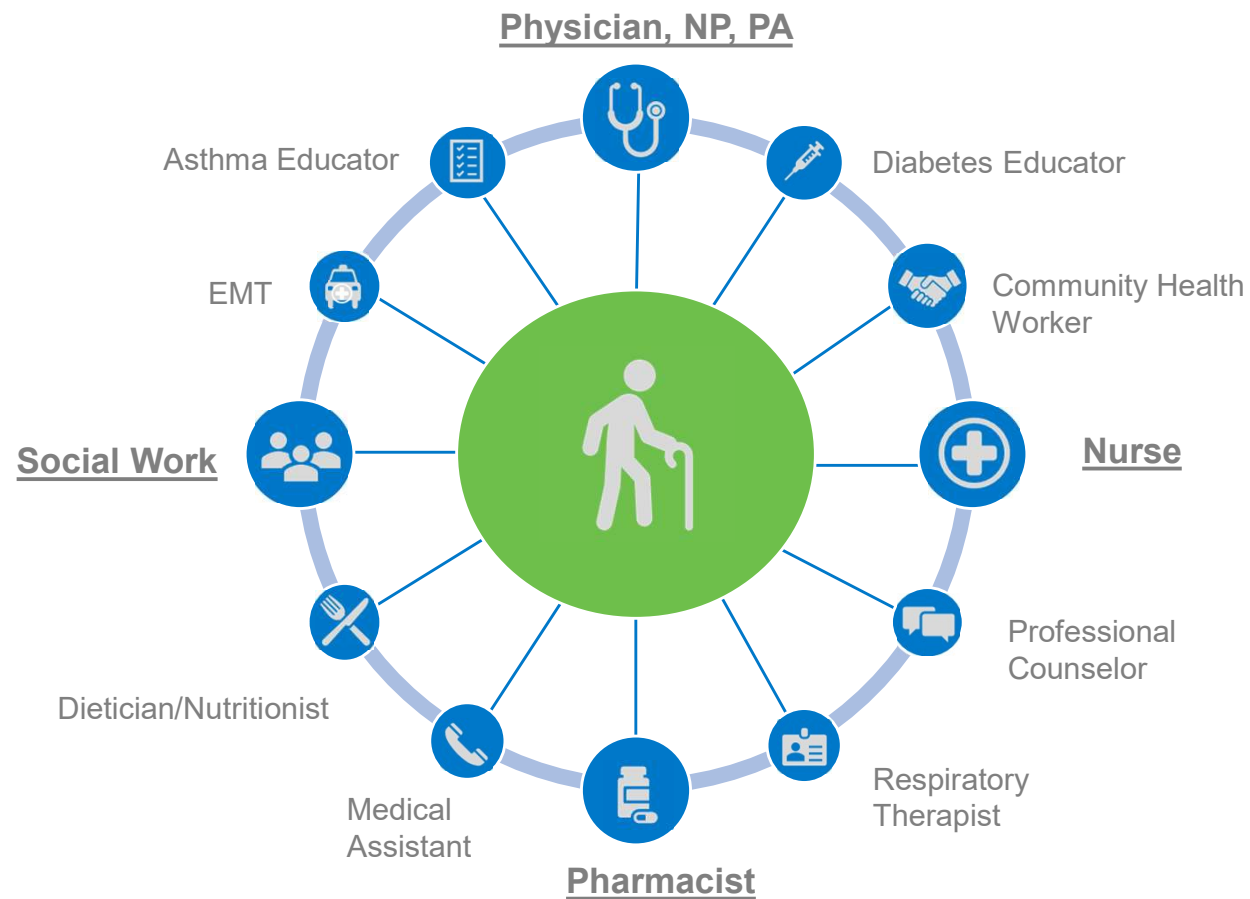 Physician, NP, PA
Asthma Educator
Diabetes Educator
EMT
Community Health
Worker
Social Work
Nurse
Professional
Counselor
Dietician/Nutritionist
Respiratory
Therapist
Medical
Assistant
Pharmacist